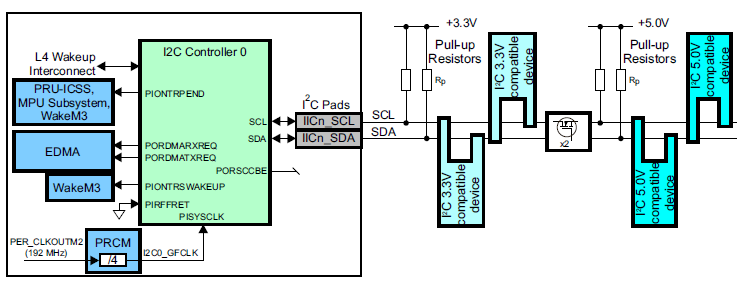 I2C Controller 0
L4 Wakeup
Interconnect
PRU-ICSS,
MPU Subsystem,
WakeM3
PIONTRPEND
EDMA
PORDMARXREQ
PORDMATXREQ
WakeM3
PIONTRSWAKEUP
PIRFFRET
PISYSCLK
SCL
SDA
PORSCCBE
PER_CLKOUTM2
(192 MHz)
PRCM
/4
I2C0_GFCLK
I²C Pads
IICn_SCL
IICn_SDA
SCL
SDA
+3.3V
Pull-up
Resistors
Rp
I²C 3.3V
compatible
device
I²C 3.3V
compatible
device
x2
+5.0V
Pull-up
Resistors
Rp
I²C 5.0V
compatible
device
I²C 5.0V
compatible
device